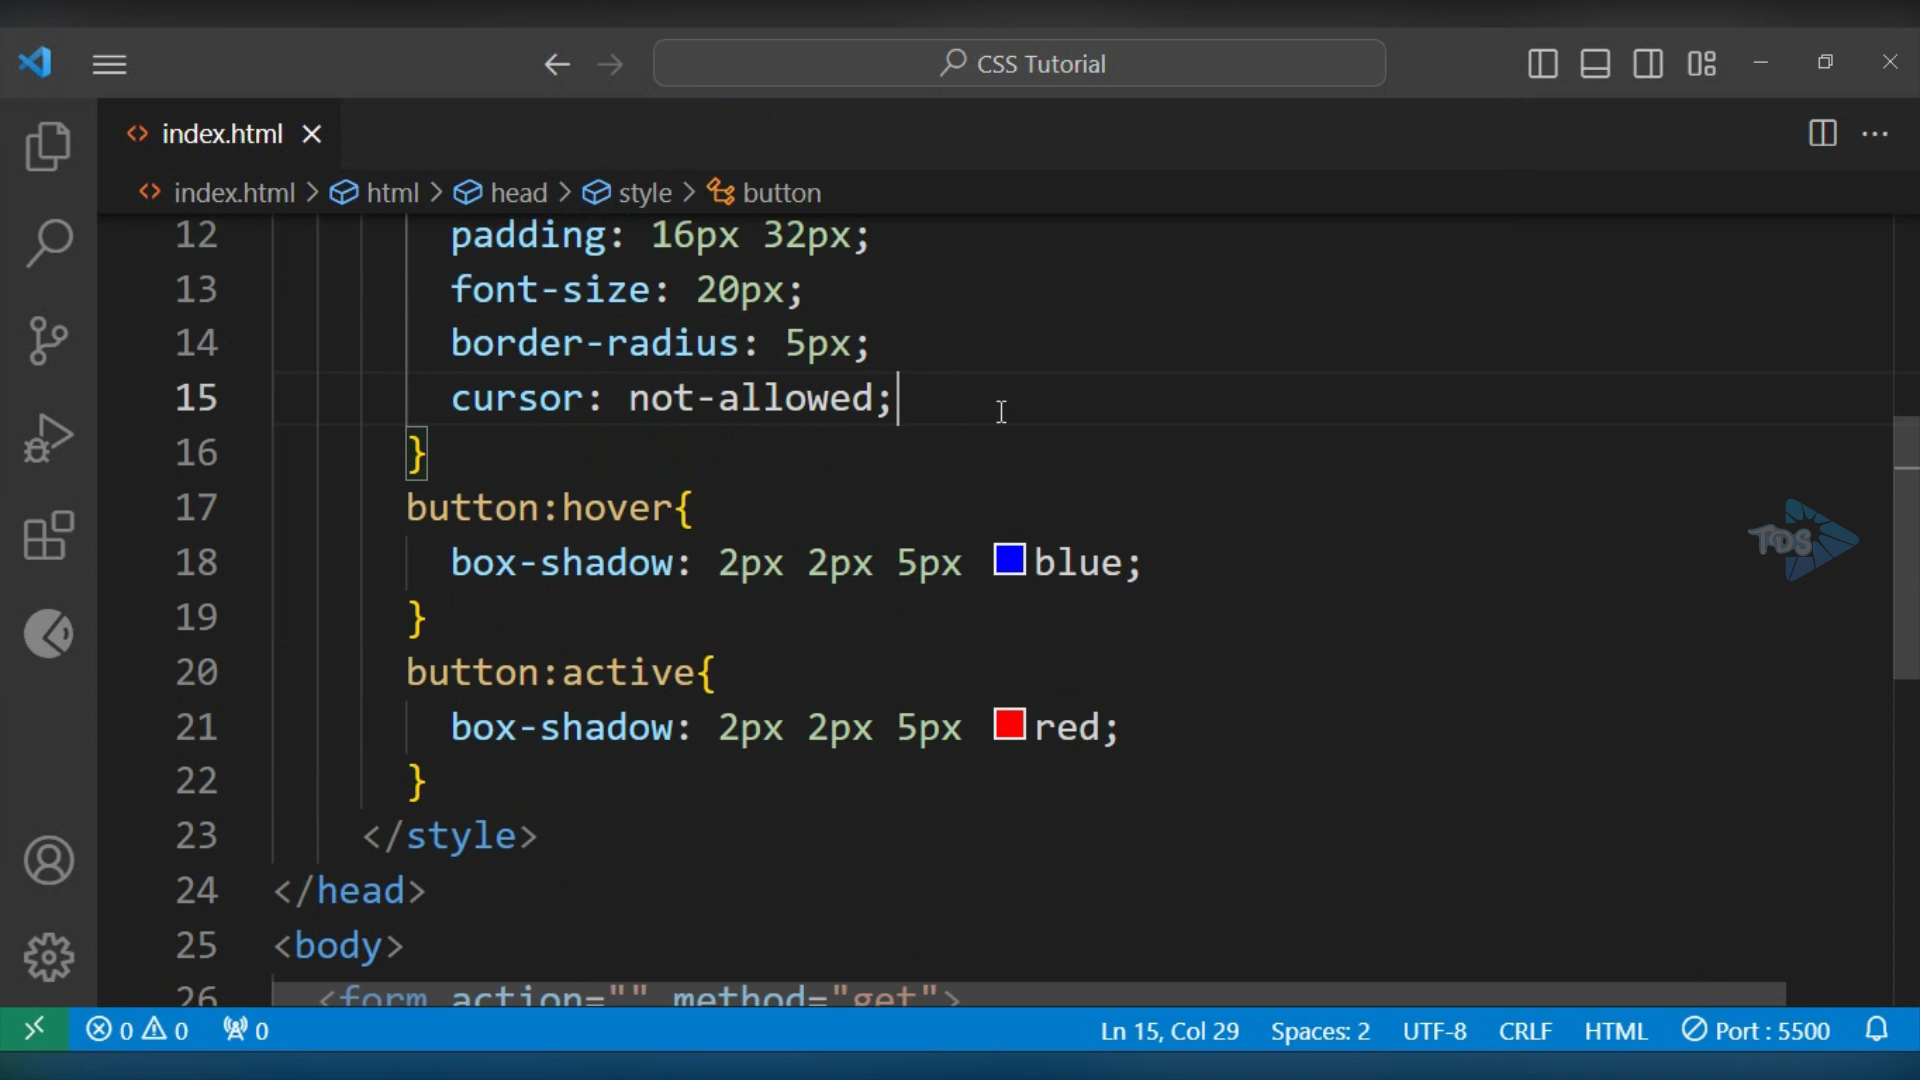 CSS Tutorial
index.html
index.html > html > head > style > button
12 padding: 16px 32px;
13 font-size: 20px;
14 border-radius: 5px;
15 cursor: not-allowed;
16 }
17 button:hover{
18 box-shadow: 2px 2px 5px blue;
19 }
20 button:active{
21 box-shadow: 2px 2px 5px red;
22 }
23 </style>
24 </head>
25 <body>
26 <form action="" method="get">
TDS
0 0 0 Ln 15, Col 29 Spaces: 2 UTF-8 CRLF HTML Port : 5500